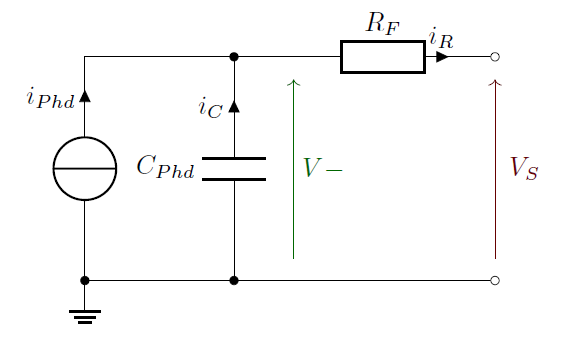 R_F
i_R
i_Phd
i_C
C_Phd
V−
V_S